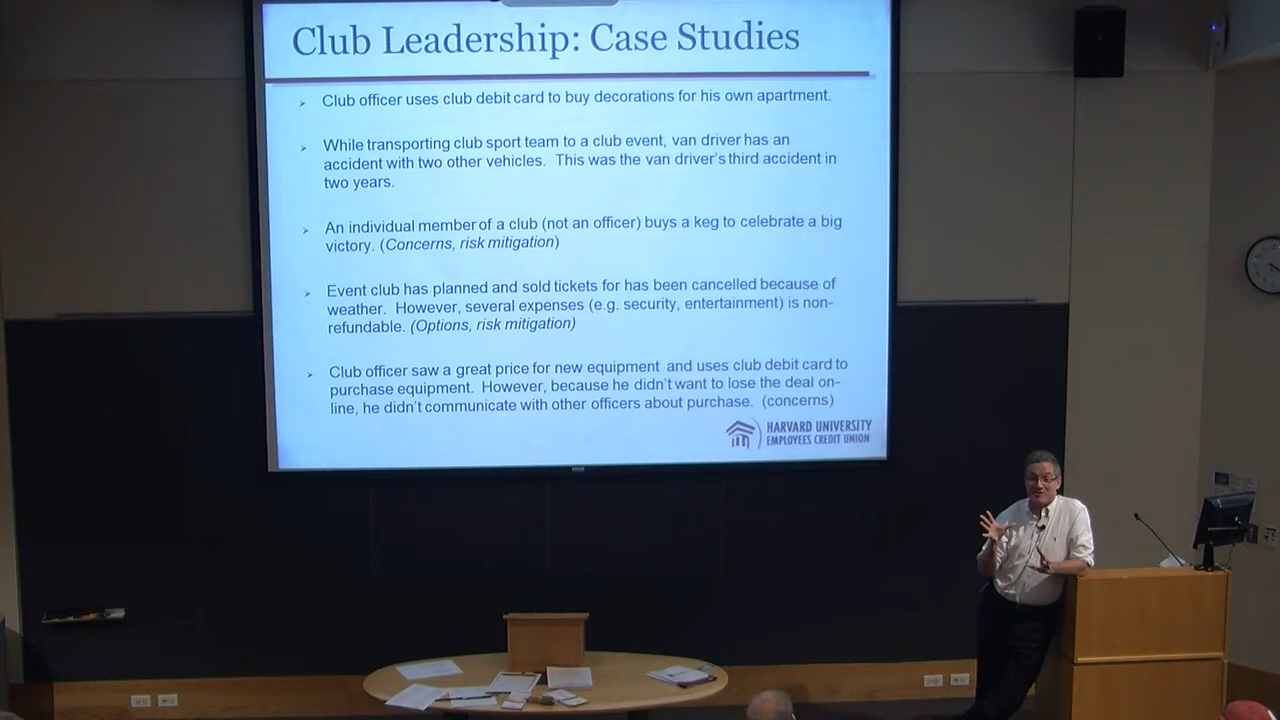 Club Leadership: Case Studies
Club officer uses club debit card to buy decorations for his own apartment.
While transporting club sport team to a club event, van driver has an
accident with two other vehicles. This was the van driver's third accident in
two years.
An individual member of a club (not an officer) buys a keg to celebrate a big
victory. (Concerns, risk mitigation)
Event club has planned and sold tickets for has been cancelled because of
weather. However, several expenses (e.g. security, entertainment) is non-
refundable. (Options, risk mitigation)
Club officer saw a great price for new equipment and uses club debit card to
purchase equipment. However, because he didn't want to lose the deal on-
line, he didn't communicate with other officers about purchase. (concerns)
HARVARD UNIVERSITY
EMPLOYEES CREDIT UNION